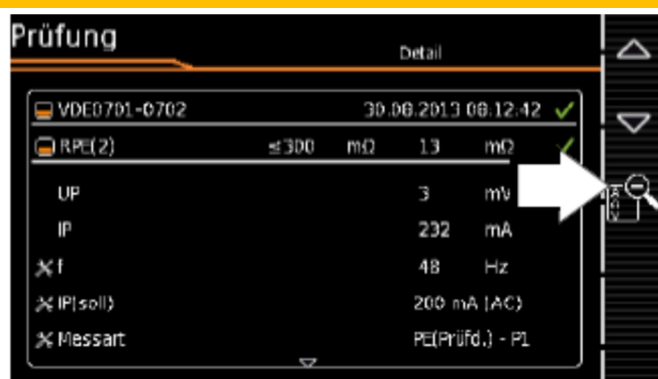 Prüfung
Detail
VDE0701-0702 30.08.2013 08:12:42
RPE(2) ≤300 mΩ 13 mΩ
UP 3 mV
IP 232 mA
f 48 Hz
IP(soll) 200 mA (AC)
Messart PE(Prüfd.) - P1